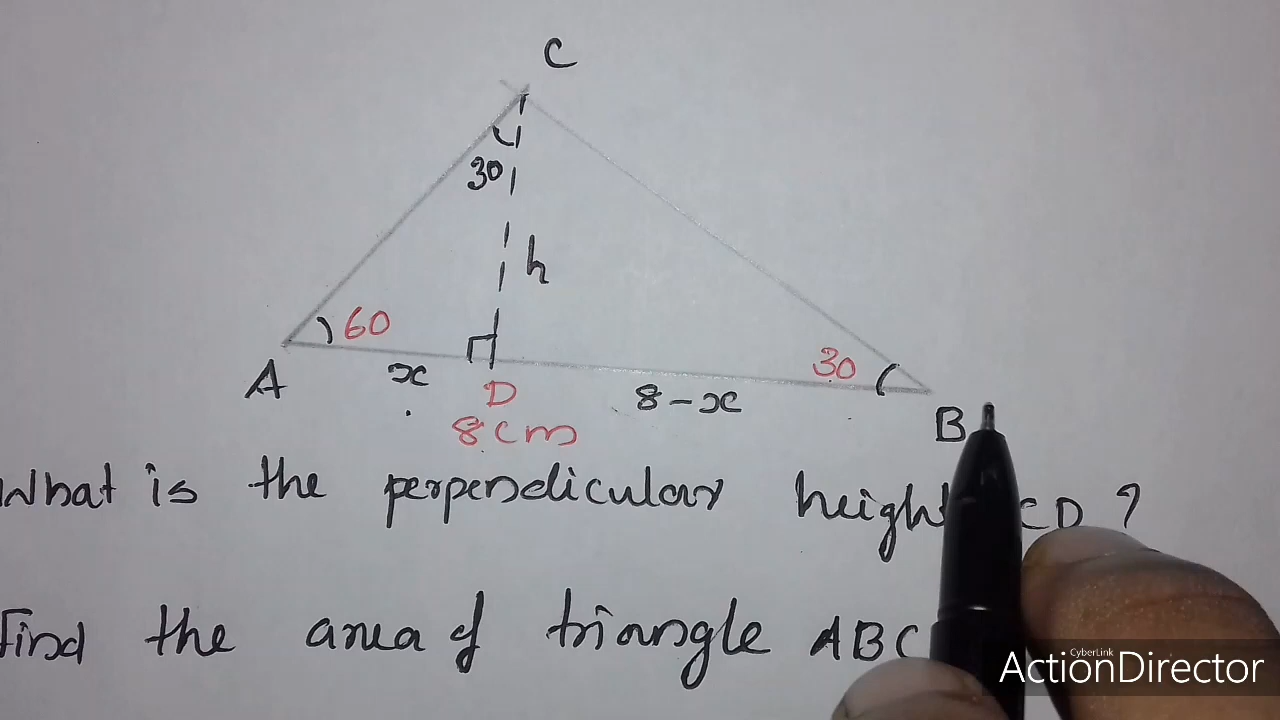 C
30
h
60
30
A
x
D
8-x
B
8cm
What is the perpendicular height CD ?
Find the area of triangle ABC
CyberLink
ActionDirector